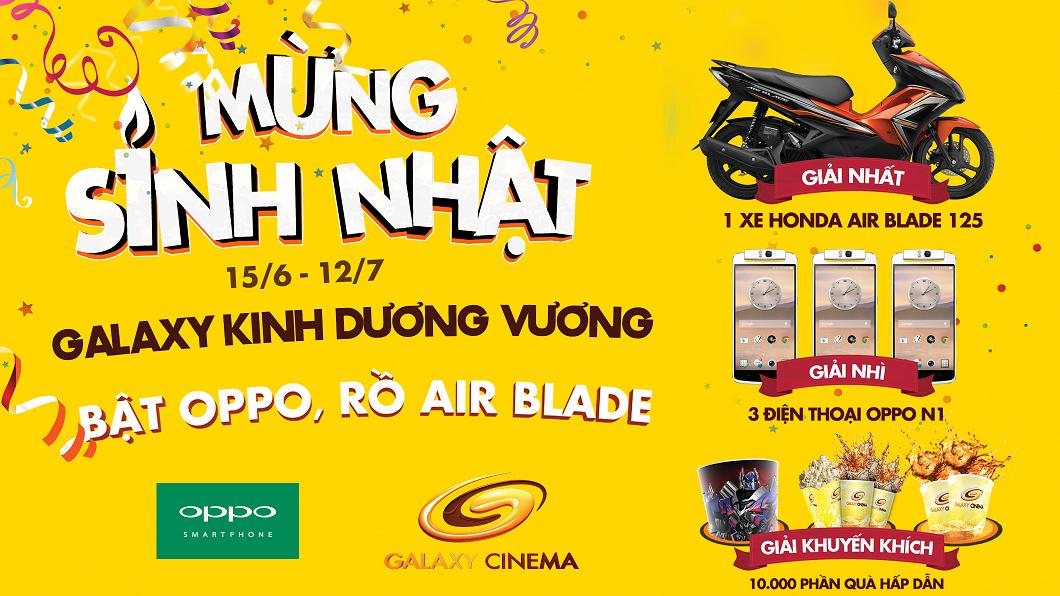 MỪNG
SINH NHẬT
15/6 - 12/7
GALAXY KINH DƯƠNG VƯƠNG
BẬT OPPO, RỒ AIR BLADE
oppo
SMARTPHONE
GALAXY CINEMA
GIẢI NHẤT
1 XE HONDA AIR BLADE 125
GIẢI NHÌ
3 ĐIỆN THOẠI OPPO N1
GIẢI KHUYẾN KHÍCH
10.000 PHẦN QUÀ HẤP DẪN